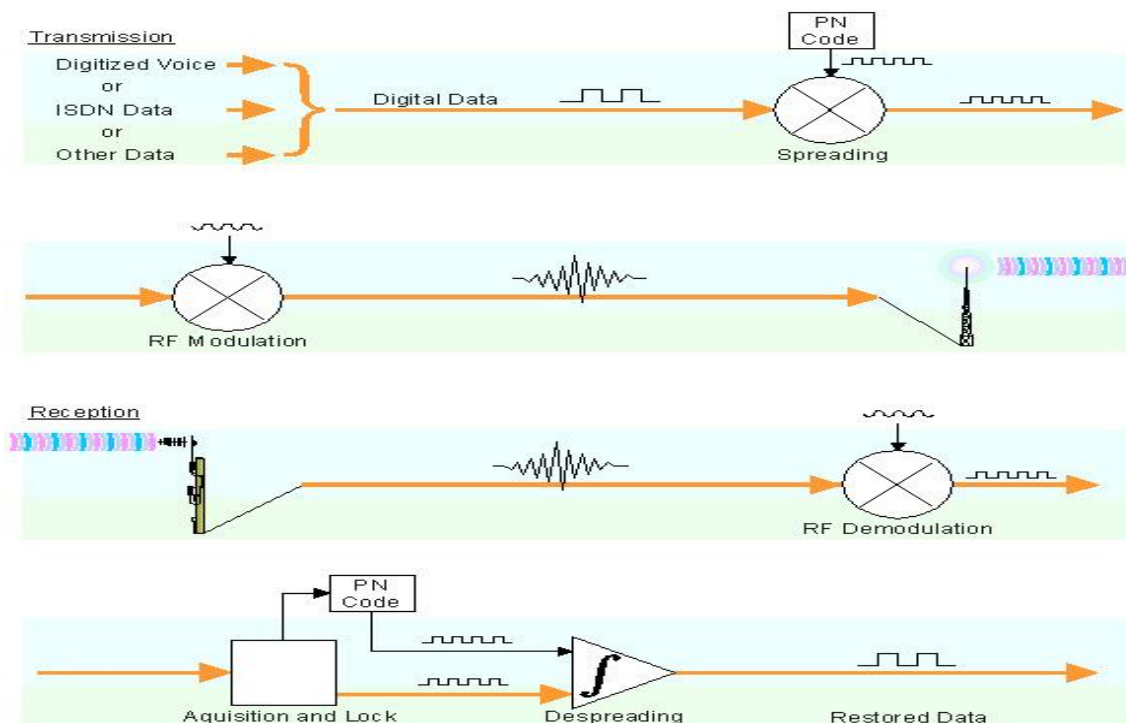 Transmission
PN
Code
Digitized Voice
or
ISDN Data
or
Other Data
Digital Data
Spreading
RF Modulation
Reception
RF Demodulation
PN
Code
Aquisition and Lock
Despreading
Restored Data